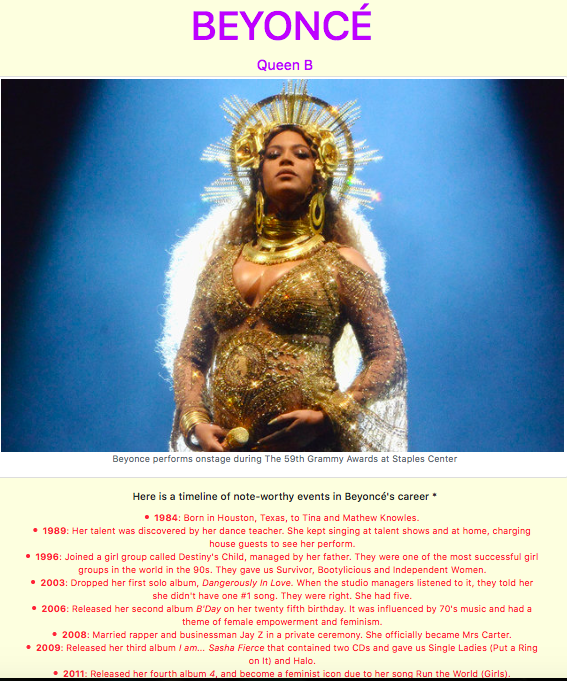 BEYONCÉ
Queen B
Beyonce performs onstage during The 59th Grammy Awards at Staples Center
Here is a timeline of note-worthy events in Beyoncé's career *
• 1984: Born in Houston, Texas, to Tina and Mathew Knowles.
• 1989: Her talent was discovered by her dance teacher. She kept singing at talent shows and at home, charging
house guests to see her perform.
• 1996: Joined a girl group called Destiny's Child, managed by her father. They were one of the most successful girl
groups in the world in the 90s. They gave us Survivor, Bootylicious and Independent Women.
• 2003: Dropped her first solo album, Dangerously In Love. When the studio managers listened to it, they told her
she didn't have one #1 song. They were right. She had five.
• 2006: Released her second album B'Day on her twenty fifth birthday. It was influenced by 70's music and had a
theme of female empowerment and feminism.
• 2008: Married rapper and businessman Jay Z in a private ceremony. She officially became Mrs Carter.
• 2009: Released her third album I am... Sasha Fierce that contained two CDs and gave us Single Ladies (Put a Ring
on It) and Halo.
• 2011: Released her fourth album 4, and become a feminist icon due to her song Run the World (Girls).